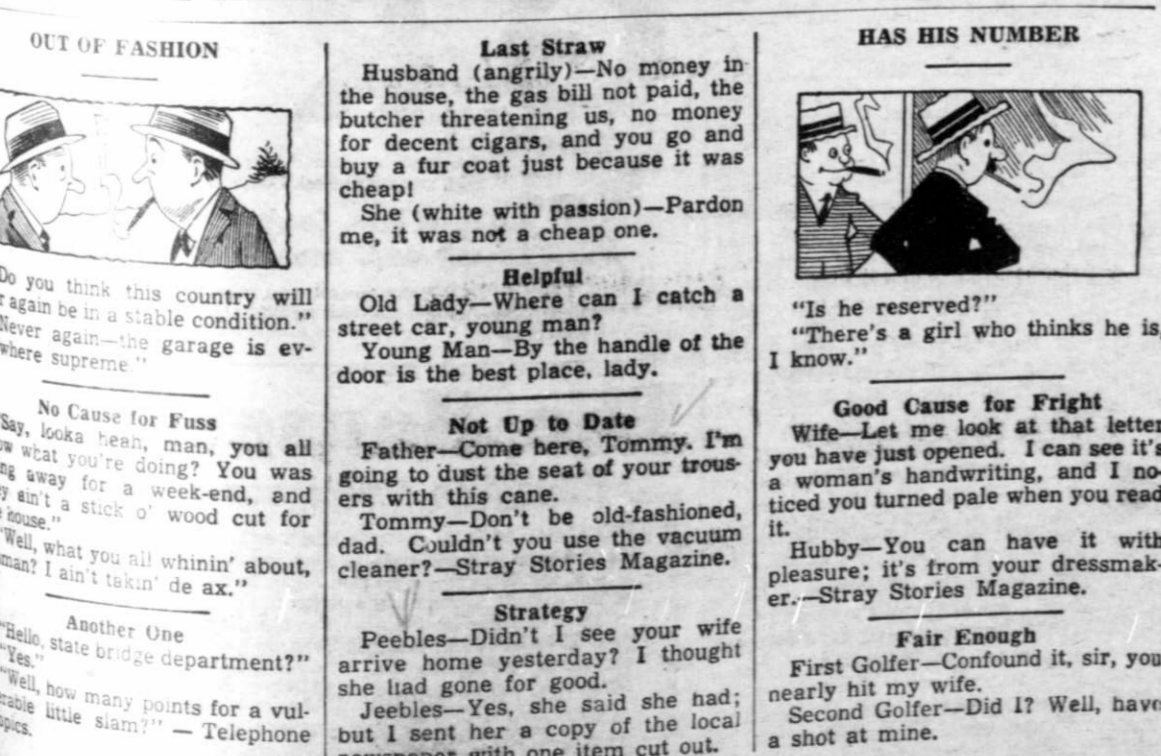 OUT OF FASHION
Do you think this country will
again be in a stable condition."
Never again—the garage is ev-
where supreme."
No Cause for Fuss
"Say, looka heah, man, you all
what you're doing? You was
away for a week-end, and
ain't a stick o' wood cut for
house."
"Well, what you all whinin' about,
I ain't takin' de ax."
Another One
"Hello, state bridge department?"
"Yes."
"Well, how many points for a vul-
little slam?" — Telephone
Last Straw
Husband (angrily)—No money in
the house, the gas bill not paid, the
butcher threatening us, no money
for decent cigars, and you go and
buy a fur coat just because it was
cheap!
She (white with passion)—Pardon
me, it was not a cheap one.
Helpful
Old Lady—Where can I catch a
street car, young man?
Young Man—By the handle of the
door is the best place, lady.
Not Up to Date
Father—Come here, Tommy. I'm
going to dust the seat of your trous-
ers with this cane.
Tommy—Don't be old-fashioned,
dad. Couldn't you use the vacuum
cleaner?—Stray Stories Magazine.
Strategy
Peebles—Didn't I see your wife
arrive home yesterday? I thought
she had gone for good.
Jeebles—Yes, she said she had;
but I sent her a copy of the local
newspaper with one item cut out.
HAS HIS NUMBER
"Is he reserved?"
"There's a girl who thinks he is,
I know."
Good Cause for Fright
Wife—Let me look at that letter
you have just opened. I can see it's
a woman's handwriting, and I no-
ticed you turned pale when you read
it.
Hubby—You can have it with
pleasure; it's from your dressmak-
er.—Stray Stories Magazine.
Fair Enough
First Golfer—Confound it, sir, you
nearly hit my wife.
Second Golfer—Did I? Well, have
a shot at mine.